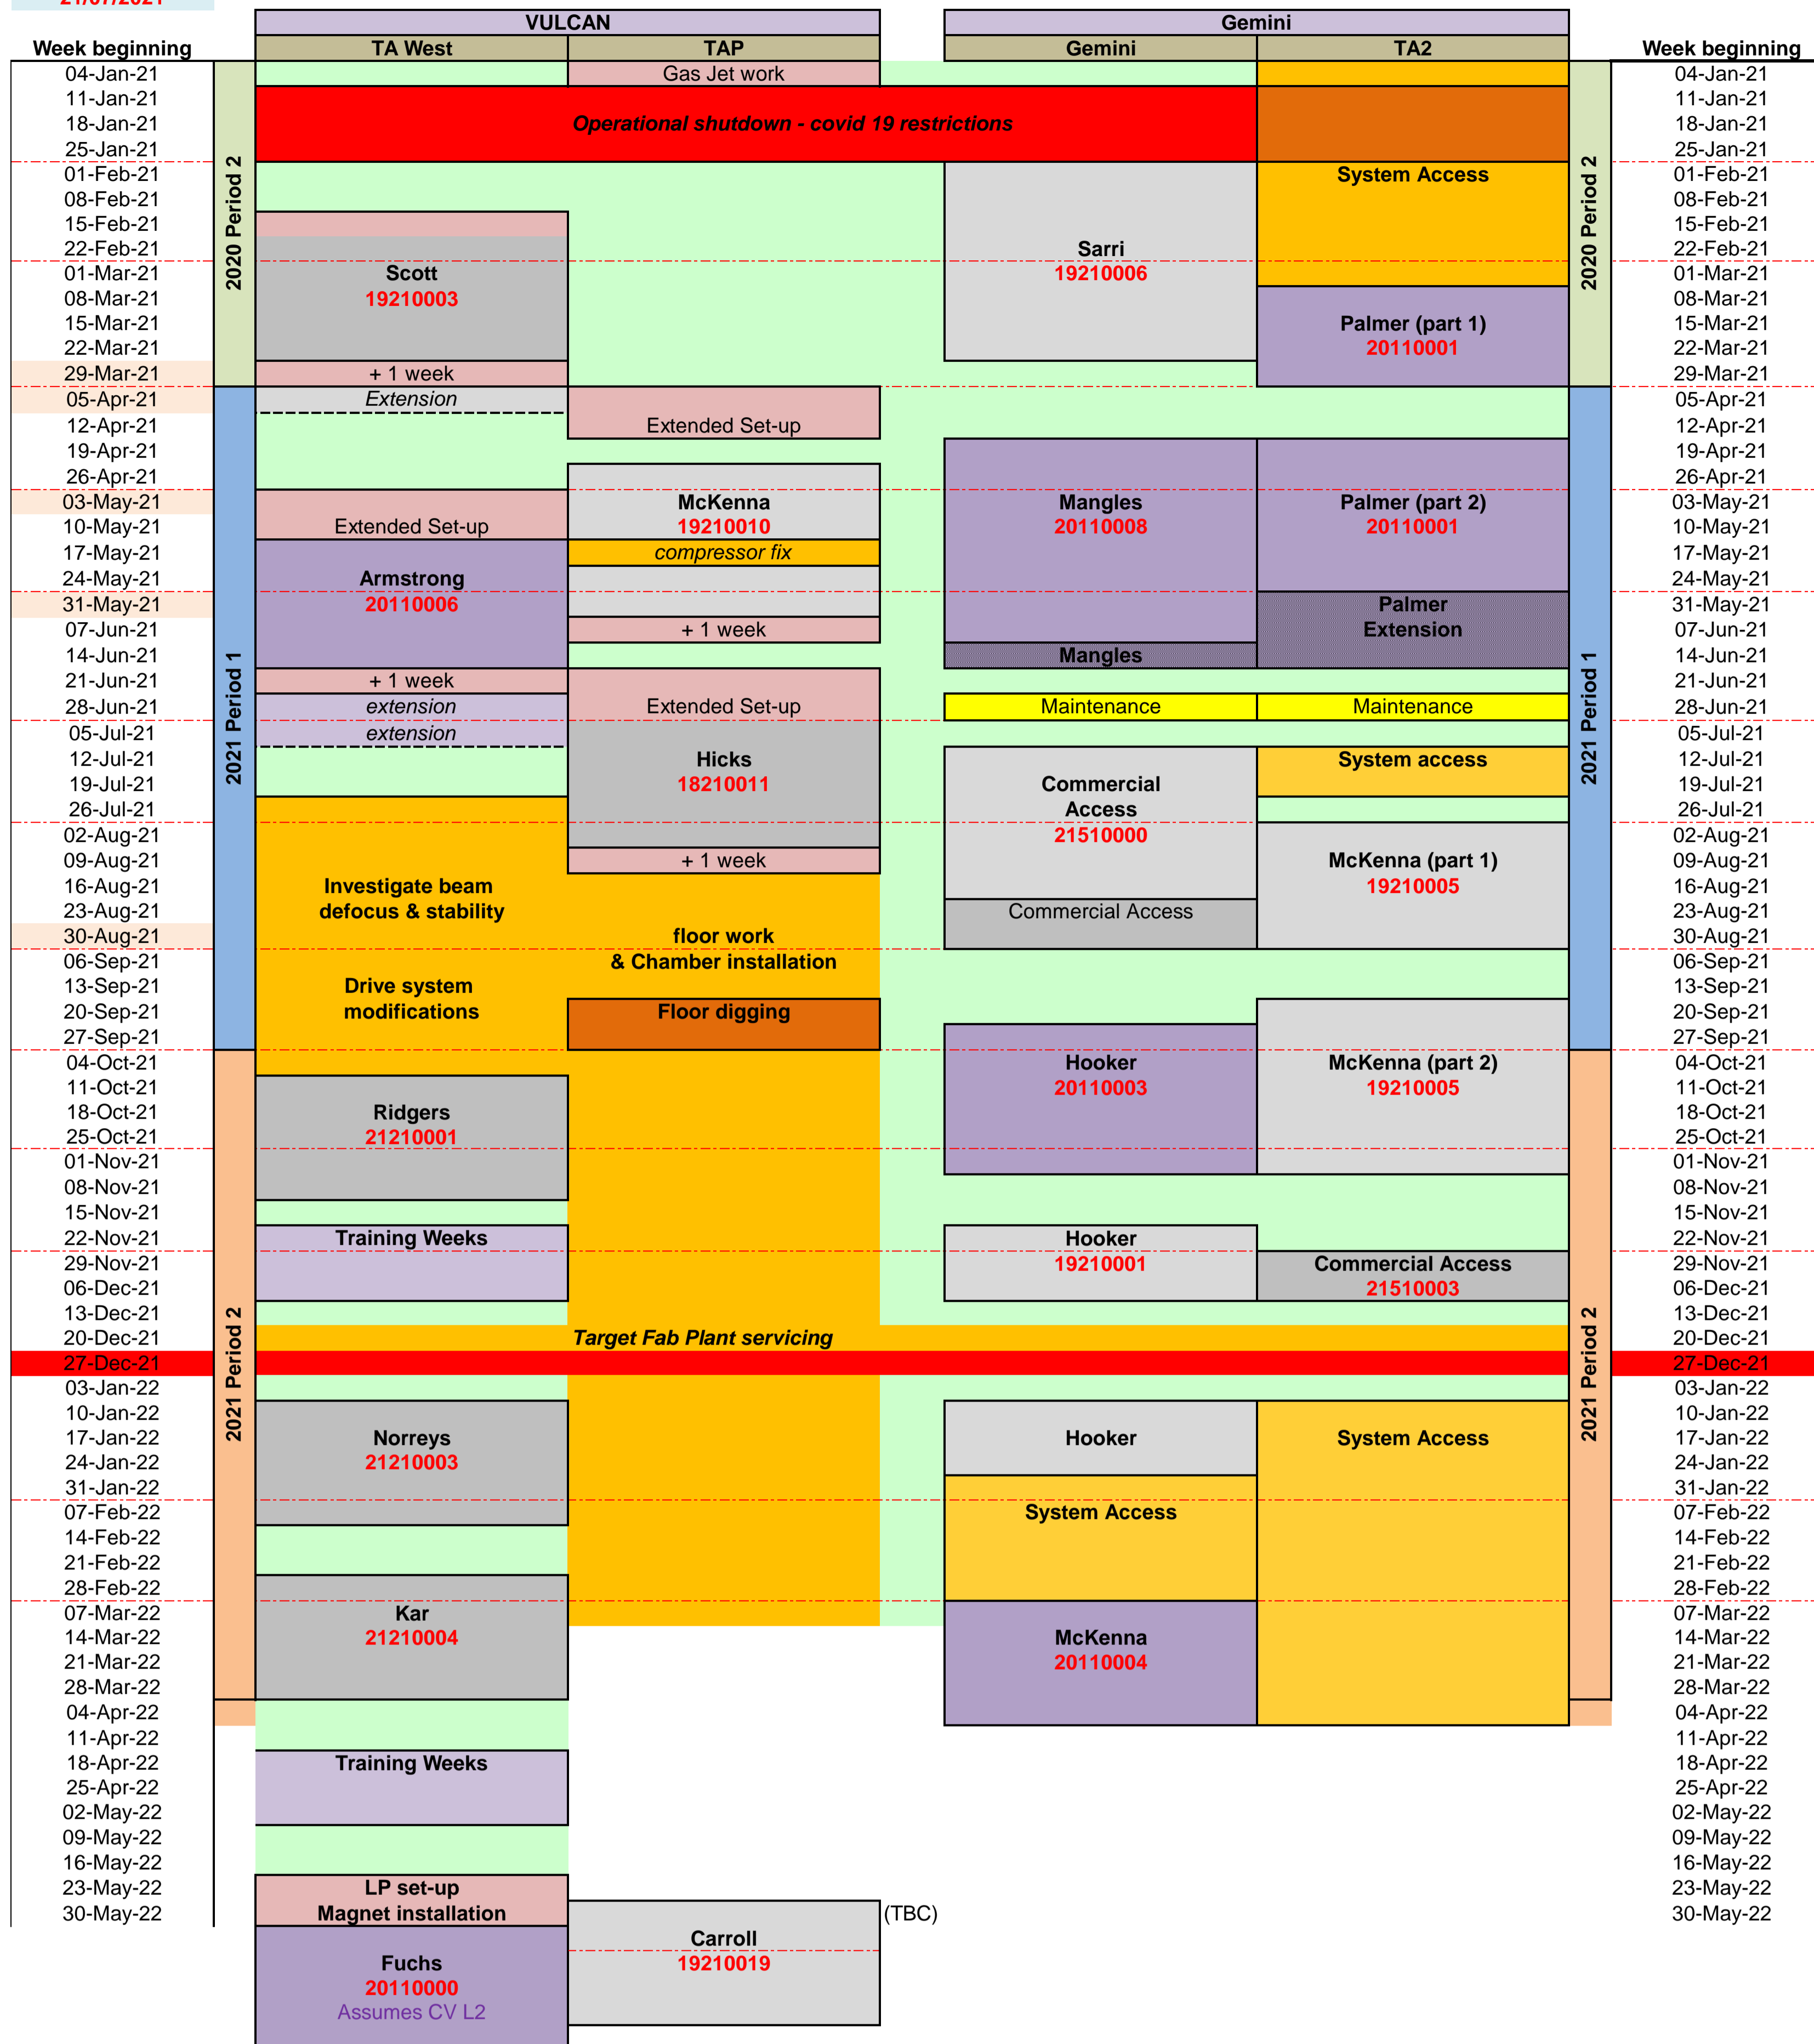 21/07/2021
VULCAN Gemini
Week beginning TA West TAP Gemini TA2 Week beginning
04-Jan-21 Gas Jet work 04-Jan-21
11-Jan-21 11-Jan-21
18-Jan-21 Operational shutdown - covid 19 restrictions 18-Jan-21
25-Jan-21 25-Jan-21
2020 Period 2 2020 Period 2
01-Feb-21 System Access 01-Feb-21
08-Feb-21 08-Feb-21
15-Feb-21 15-Feb-21
22-Feb-21 Sarri 22-Feb-21
01-Mar-21 Scott 19210006 01-Mar-21
08-Mar-21 19210003 08-Mar-21
15-Mar-21 Palmer (part 1) 15-Mar-21
22-Mar-21 20110001 22-Mar-21
29-Mar-21 + 1 week 29-Mar-21
05-Apr-21 Extension 05-Apr-21
12-Apr-21 Extended Set-up 12-Apr-21
19-Apr-21 19-Apr-21
26-Apr-21 26-Apr-21
03-May-21 McKenna Mangles Palmer (part 2) 03-May-21
10-May-21 Extended Set-up 19210010 20110008 20110001 10-May-21
17-May-21 compressor fix 17-May-21
24-May-21 Armstrong 24-May-21
31-May-21 20110006 Palmer 31-May-21
07-Jun-21 + 1 week Extension 07-Jun-21
14-Jun-21 Mangles 14-Jun-21
2021 Period 1 2021 Period 1
21-Jun-21 + 1 week 21-Jun-21
28-Jun-21 extension Extended Set-up Maintenance Maintenance 28-Jun-21
05-Jul-21 extension 05-Jul-21
12-Jul-21 Hicks System access 12-Jul-21
19-Jul-21 18210011 Commercial 19-Jul-21
26-Jul-21 Access 26-Jul-21
02-Aug-21 21510000 02-Aug-21
09-Aug-21 + 1 week McKenna (part 1) 09-Aug-21
16-Aug-21 Investigate beam 19210005 16-Aug-21
23-Aug-21 defocus & stability Commercial Access 23-Aug-21
30-Aug-21 floor work 30-Aug-21
06-Sep-21 & Chamber installation 06-Sep-21
13-Sep-21 Drive system 13-Sep-21
20-Sep-21 modifications Floor digging 20-Sep-21
27-Sep-21 27-Sep-21
04-Oct-21 Hooker McKenna (part 2) 04-Oct-21
11-Oct-21 20110003 19210005 11-Oct-21
18-Oct-21 Ridgers 18-Oct-21
25-Oct-21 21210001 25-Oct-21
01-Nov-21 01-Nov-21
08-Nov-21 08-Nov-21
15-Nov-21 15-Nov-21
22-Nov-21 Training Weeks Hooker 22-Nov-21
29-Nov-21 19210001 Commercial Access 29-Nov-21
06-Dec-21 21510003 06-Dec-21
13-Dec-21 13-Dec-21
20-Dec-21 Target Fab Plant servicing 20-Dec-21
27-Dec-21 27-Dec-21
2021 Period 2 2021 Period 2
03-Jan-22 03-Jan-22
10-Jan-22 10-Jan-22
17-Jan-22 Norreys Hooker System Access 17-Jan-22
24-Jan-22 21210003 24-Jan-22
31-Jan-22 31-Jan-22
07-Feb-22 System Access 07-Feb-22
14-Feb-22 14-Feb-22
21-Feb-22 21-Feb-22
28-Feb-22 28-Feb-22
07-Mar-22 Kar 07-Mar-22
14-Mar-22 21210004 McKenna 14-Mar-22
21-Mar-22 20110004 21-Mar-22
28-Mar-22 28-Mar-22
04-Apr-22 04-Apr-22
11-Apr-22 11-Apr-22
18-Apr-22 Training Weeks 18-Apr-22
25-Apr-22 25-Apr-22
02-May-22 02-May-22
09-May-22 09-May-22
16-May-22 16-May-22
23-May-22 LP set-up 23-May-22
30-May-22 Magnet installation (TBC) 30-May-22
Carroll
Fuchs 19210019
20110000
Assumes CV L2